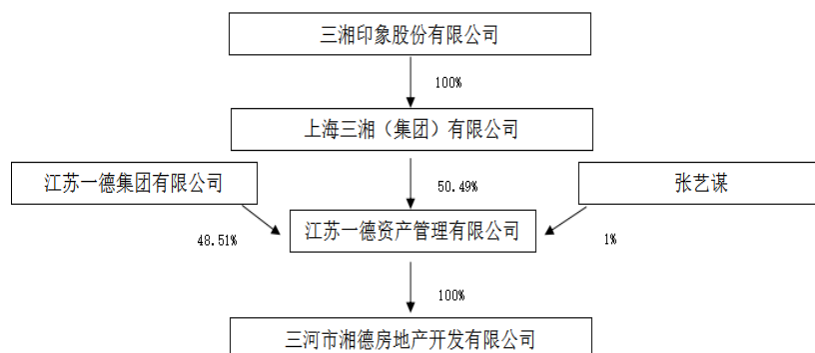 三湘印象股份有限公司
100%
上海三湘（集团）有限公司
江苏一德集团有限公司
50.49%
张艺谋
48.51%
江苏一德资产管理有限公司
1%
100%
三河市湘德房地产开发有限公司